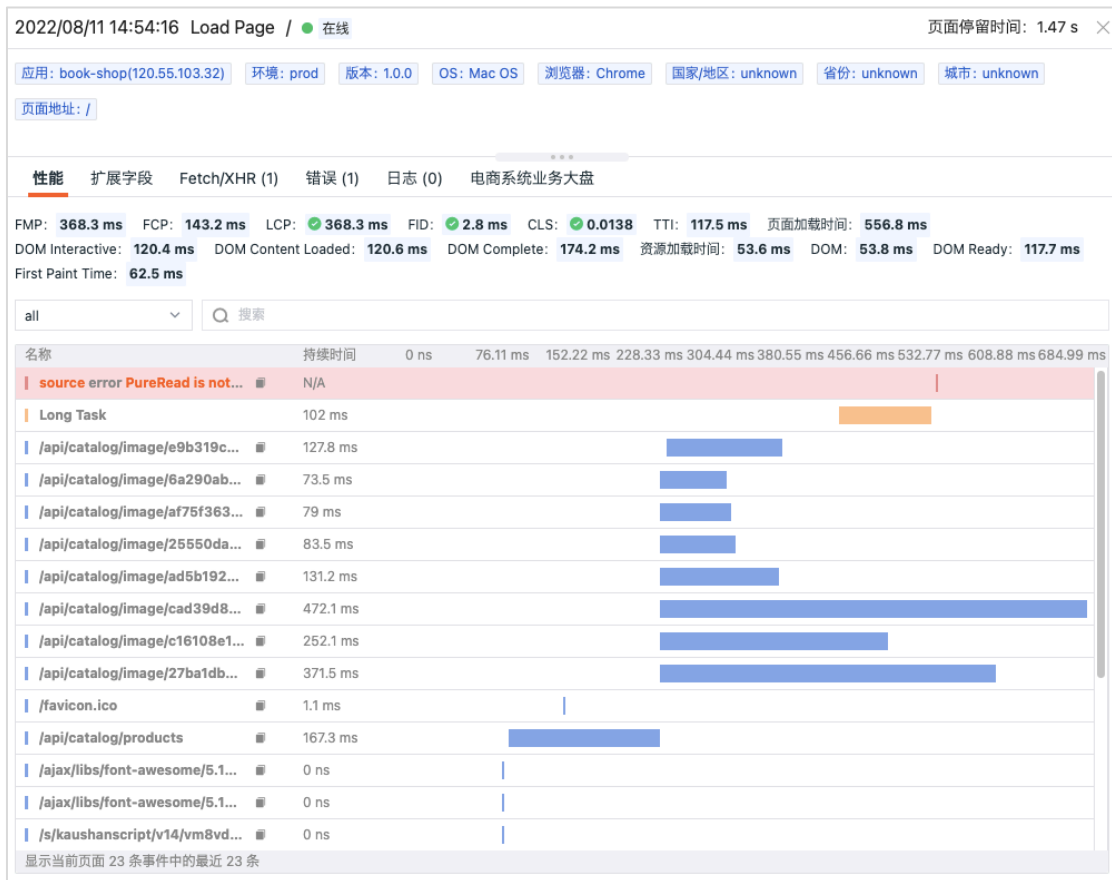 2022/08/11 14:54:16 Load Page / 在线 页面停留时间: 1.47 s
应用: book-shop(120.55.103.32) 环境: prod 版本: 1.0.0 OS: Mac OS 浏览器: Chrome 国家/地区: unknown 省份: unknown 城市: unknown
页面地址: /
性能 扩展字段 Fetch/XHR (1) 错误 (1) 日志 (0) 电商系统业务大盘
FMP: 368.3 ms FCP: 143.2 ms LCP: 368.3 ms FID: 2.8 ms CLS: 0.0138 TTI: 117.5 ms 页面加载时间: 556.8 ms
DOM Interactive: 120.4 ms DOM Content Loaded: 120.6 ms DOM Complete: 174.2 ms 资源加载时间: 53.6 ms DOM: 53.8 ms DOM Ready: 117.7 ms
First Paint Time: 62.5 ms
all 搜索
名称 持续时间 0 ns 76.11 ms 152.22 ms 228.33 ms 304.44 ms 380.55 ms 456.66 ms 532.77 ms 608.88 ms 684.99 ms
source error PureRead is not... N/A
Long Task 102 ms
/api/catalog/image/e9b319c... 127.8 ms
/api/catalog/image/6a290ab... 73.5 ms
/api/catalog/image/af75f363... 79 ms
/api/catalog/image/25550da... 83.5 ms
/api/catalog/image/ad5b192... 131.2 ms
/api/catalog/image/cad39d8... 472.1 ms
/api/catalog/image/c16108e1... 252.1 ms
/api/catalog/image/27ba1db... 371.5 ms
/favicon.ico 1.1 ms
/api/catalog/products 167.3 ms
/ajax/libs/font-awesome/5.1... 0 ns
/ajax/libs/font-awesome/5.1... 0 ns
/s/kaushanscript/v14/vm8vd... 0 ns
显示当前页面 23 条事件中的最近 23 条